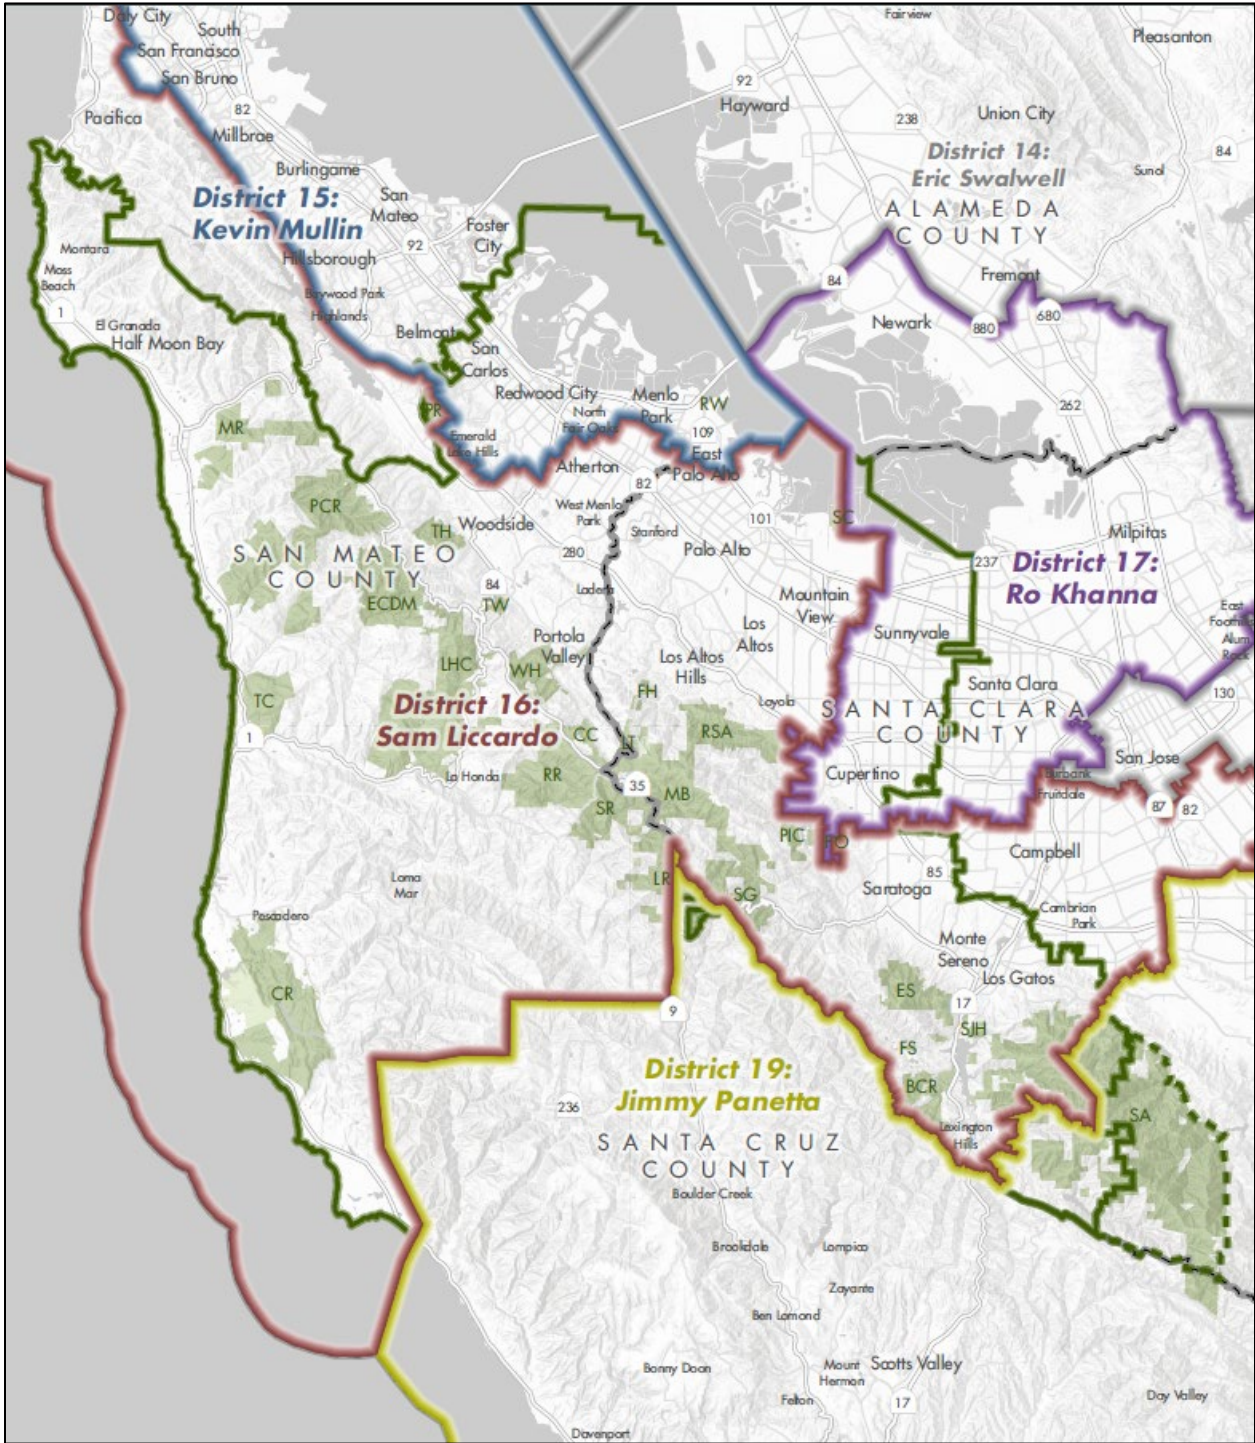 Daly City
South
San Francisco
San Bruno
Pacifica
82
Millbrae
Burlingame
San
Mateo
92
Foster
City
Hillsborough
Baywood Park
Highlands
Belmont
San
Carlos
District 15:
Kevin Mullin
Fairview
Pleasanton
92
Hayward
238
Union City
84
Sunol
District 14:
Eric Swalwell
ALAMEDA
COUNTY
84
Fremont
Newark
880
680
262
Montara
Moss
Beach
1
El Granada
Half Moon Bay
Redwood City
North
Fair Oaks
Menlo
Park
RW
109
East
Palo Alto
PR
Emerald
Lake Hills
MR
Atherton
82
West Menlo
Park
Stanford
101
Palo Alto
SC
PCR
TH
Woodside
280
SAN MATEO
COUNTY
84
TW
Ladera
ECDM
Mountain
View
237
Milpitas
District 17:
Ro Khanna
East
Foothills
Alum
Rock
Sunnyvale
Los
Altos
Portola
Valley
Los Altos
Hills
LHC
WH
FH
Loyola
Santa Clara
130
SANTA CLARA
COUNTY
TC
District 16:
Sam Liccardo
CC
LT
RSA
1
La Honda
RR
35
MB
SR
Cupertino
San Jose
Burbank
Fruitdale
87
82
PIC
FO
Campbell
85
Saratoga
LR
SG
Loma
Mar
Pescadero
Cambrian
Park
Monte
Sereno
Los Gatos
CR
ES
17
SJH
9
FS
BCR
District 19:
Jimmy Panetta
236
SANTA CRUZ
COUNTY
Lexington
Hills
SA
Boulder Creek
Brookdale
Lompico
Zayante
Ben Lomond
Bonny Doon
Mount
Hermon
Scotts Valley
Felton
17
Day Valley
Davenport